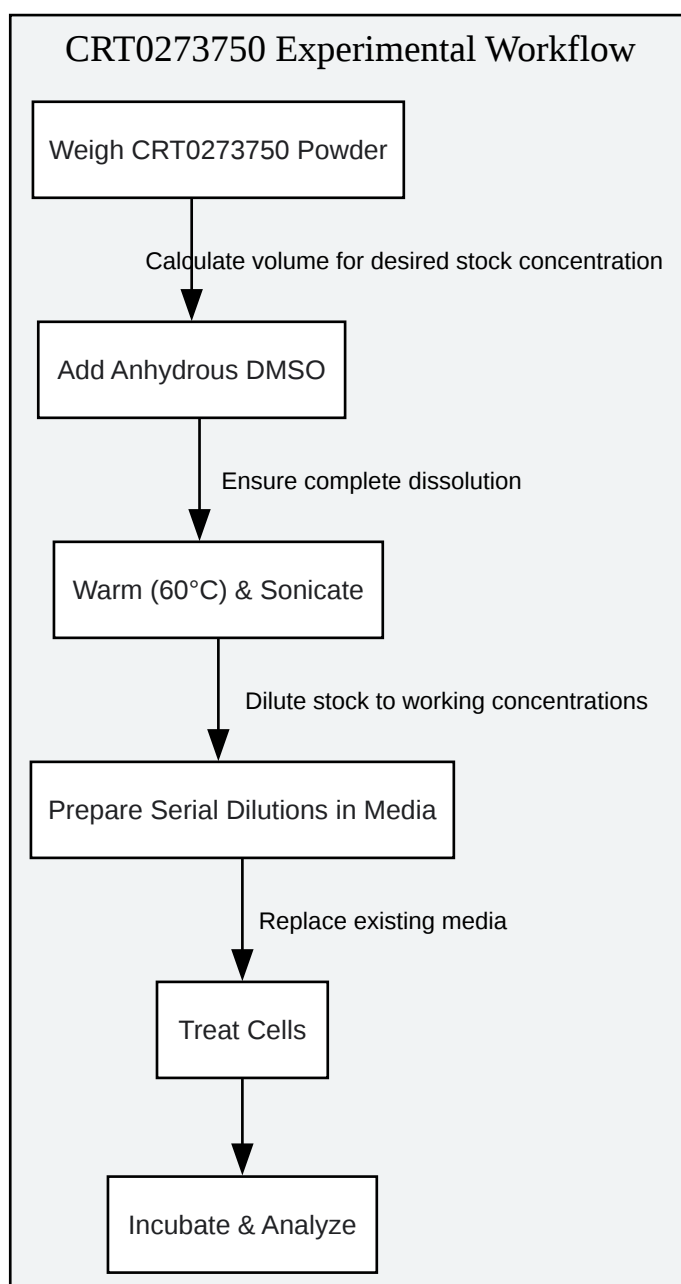 CRT0273750 Experimental Workflow
Weigh CRT0273750 Powder
Calculate volume for desired stock concentration
Add Anhydrous DMSO
Ensure complete dissolution
Warm (60°C) & Sonicate
Dilute stock to working concentrations
Prepare Serial Dilutions in Media
Replace existing media
Treat Cells
Incubate & Analyze